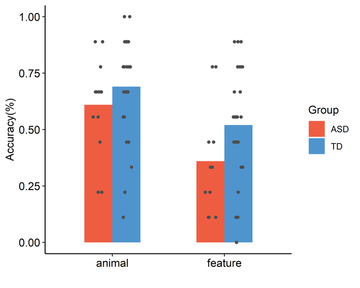 1.00
0.75
0.50
0.25
0.00
Accuracy(%)
animal feature
Group
ASD
TD